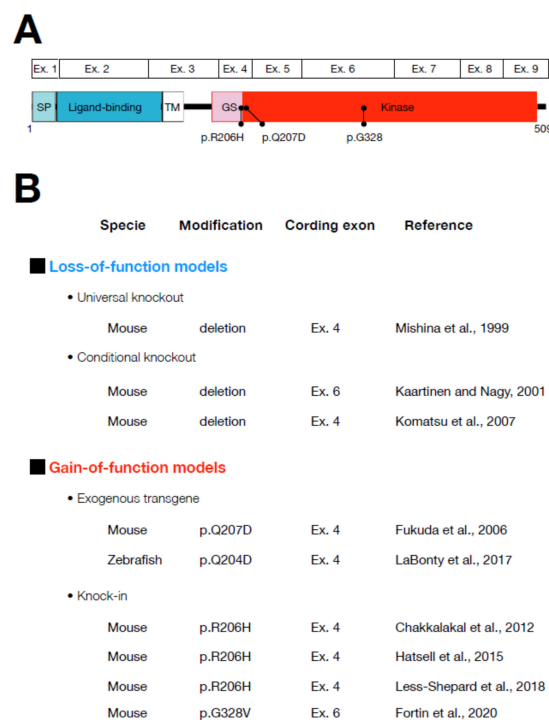 A
Ex. 1 Ex. 2 Ex. 3 Ex. 4 Ex. 5 Ex. 6 Ex. 7 Ex. 8 Ex. 9
SP Ligand-binding TM GS Kinase
1 509
p.R206H p.Q207D p.G328
B
Specie Modification Cording exon Reference
Loss-of-function models
• Universal knockout
Mouse deletion Ex. 4 Mishina et al., 1999
• Conditional knockout
Mouse deletion Ex. 6 Kaartinen and Nagy, 2001
Mouse deletion Ex. 4 Komatsu et al., 2007
Gain-of-function models
• Exogenous transgene
Mouse p.Q207D Ex. 4 Fukuda et al., 2006
Zebrafish p.Q204D Ex. 4 LaBonty et al., 2017
• Knock-in
Mouse p.R206H Ex. 4 Chakkalakal et al., 2012
Mouse p.R206H Ex. 4 Hatsell et al., 2015
Mouse p.R206H Ex. 4 Less-Shepard et al., 2018
Mouse p.G328V Ex. 6 Fortin et al., 2020